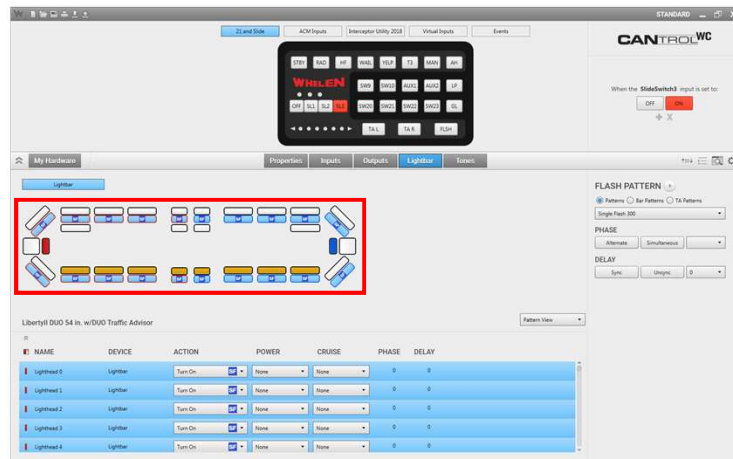 STANDARD
21 and Slide
ACM Inputs
Interceptor Utility 2018
Virtual Inputs
Events
CANTROL WC
STBY RAD HF WAIL YELP T3 MAN AH
WHELEN SW9 SW10 AUX1 AUX2 LP
OFF SL1 SL2 SL3 SW20 SW21 SW22 SW23 GL
TA L TA R FLSH
When the SlideSwitch3 input is set to:
OFF ON
My Hardware
Properties Inputs Outputs Lightbar Tones
Lightbar
FLASH PATTERN
Patterns Bar Patterns TA Patterns
Single Flash 300
PHASE
Alternate Simultaneous
DELAY
Sync Unsync 0
LibertyII DUO 54 in. w/DUO Traffic Advisor
Pattern View
NAME DEVICE ACTION POWER CRUISE PHASE DELAY
Lighthead 0 Lightbar Turn On SF None None 0 0
Lighthead 1 Lightbar Turn On SF None None 0 0
Lighthead 2 Lightbar Turn On SF None None 0 0
Lighthead 3 Lightbar Turn On SF None None 0 0
Lighthead 4 Lightbar Turn On SF None None 0 0